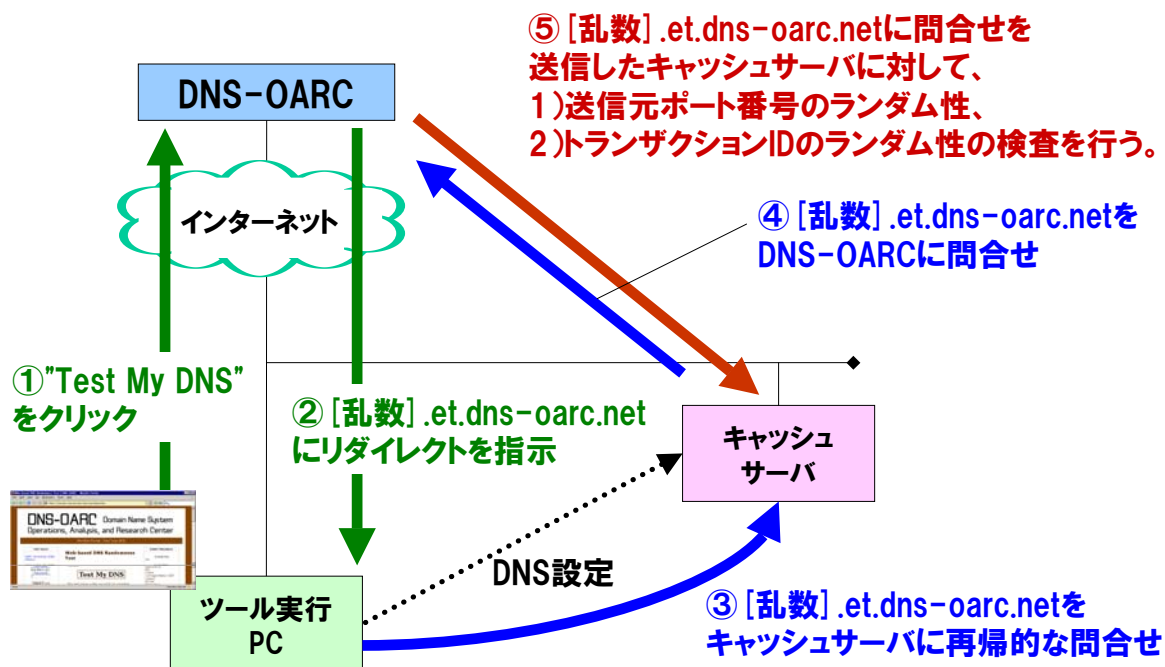 ⑤[乱数].et.dns-oarc.netに問合せを
送信したキャッシュサーバに対して、
1)送信元ポート番号のランダム性、
2)トランザクションIDのランダム性の検査を行う。
DNS-OARC
インターネット
④[乱数].et.dns-oarc.netを
DNS-OARCに問合せ
①"Test My DNS"
をクリック
②[乱数].et.dns-oarc.net
にリダイレクトを指示
キャッシュ
サーバ
DNS-OARC Domain Name System
Operations, Analysis, and Research Center
Web-based DNS Randomness
Test
Test My DNS
DNS設定
ツール実行
PC
③[乱数].et.dns-oarc.netを
キャッシュサーバに再帰的な問合せ